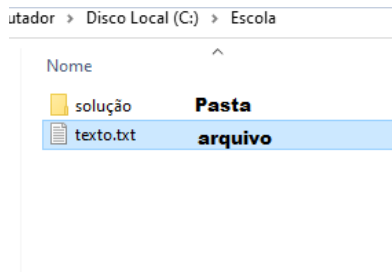 utador > Disco Local (C:) > Escola
Nome
solução Pasta
texto.txt arquivo